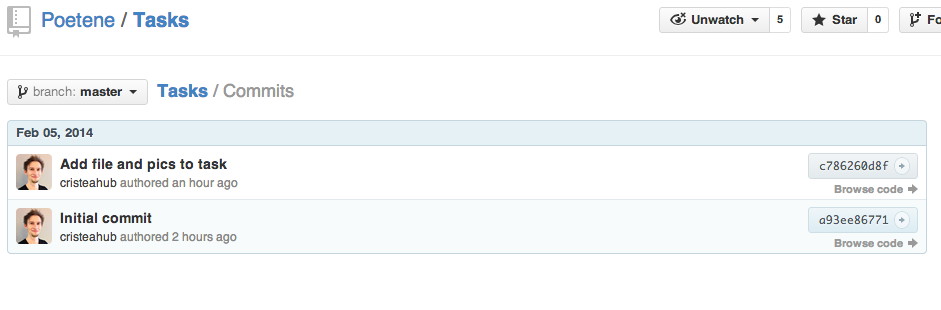 Poetene / Tasks
Unwatch 5 Star 0 Fo
branch: master Tasks / Commits
Feb 05, 2014
Add file and pics to task
c786260d8f
cristeahub authored an hour ago
Browse code
Initial commit
a93ee86771
cristeahub authored 2 hours ago
Browse code